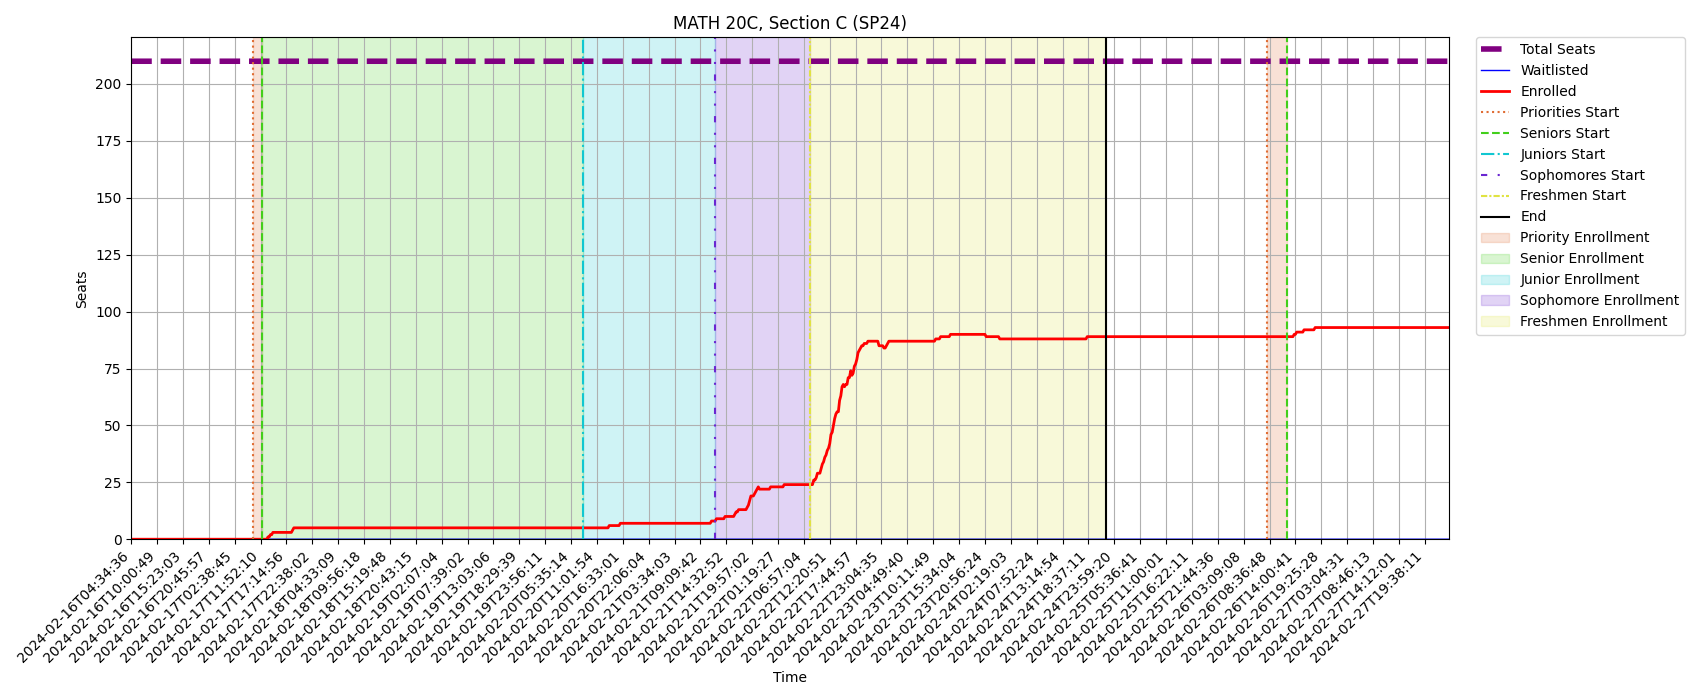 MATH 20C, Section C (SP24)
Seats
200
175
150
125
100
75
50
25
0
2024-02-16T04:34:36
2024-02-16T10:00:49
2024-02-16T15:23:03
2024-02-16T20:45:57
2024-02-17T02:38:45
2024-02-17T11:52:10
2024-02-17T17:14:56
2024-02-17T22:38:02
2024-02-18T04:33:09
2024-02-18T09:56:18
2024-02-18T15:19:48
2024-02-18T20:43:15
2024-02-19T02:07:04
2024-02-19T07:39:02
2024-02-19T13:03:06
2024-02-19T18:29:39
2024-02-19T23:56:11
2024-02-20T05:35:14
2024-02-20T11:01:54
2024-02-20T16:33:01
2024-02-20T22:06:04
2024-02-21T03:34:03
2024-02-21T09:09:42
2024-02-21T14:32:52
2024-02-21T19:57:02
2024-02-22T01:19:27
2024-02-22T06:57:04
2024-02-22T12:20:51
2024-02-22T17:44:57
2024-02-22T23:04:35
2024-02-23T04:49:40
2024-02-23T10:11:49
2024-02-23T15:34:04
2024-02-23T20:56:24
2024-02-24T02:19:03
2024-02-24T07:52:24
2024-02-24T13:14:54
2024-02-24T18:37:11
2024-02-24T23:59:20
2024-02-25T05:36:41
2024-02-25T11:00:01
2024-02-25T16:22:11
2024-02-25T21:44:36
2024-02-26T03:09:08
2024-02-26T08:36:48
2024-02-26T14:00:41
2024-02-26T19:25:28
2024-02-27T03:04:31
2024-02-27T08:46:13
2024-02-27T14:12:01
2024-02-27T19:38:11
Time
Total Seats
Waitlisted
Enrolled
Priorities Start
Seniors Start
Juniors Start
Sophomores Start
Freshmen Start
End
Priority Enrollment
Senior Enrollment
Junior Enrollment
Sophomore Enrollment
Freshmen Enrollment